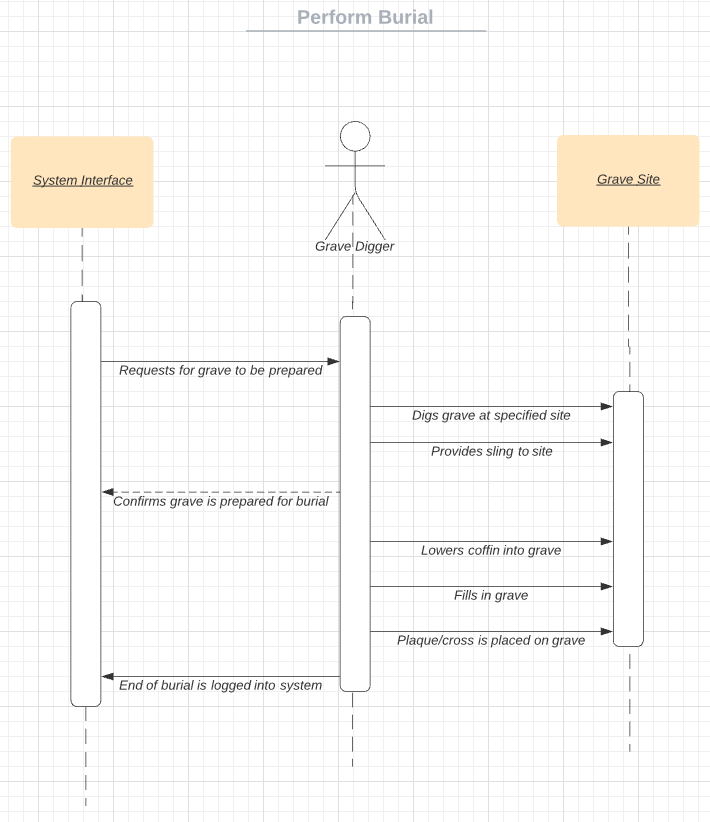 Perform Burial
System Interface
Grave Digger
Grave Site
Requests for grave to be prepared
Digs grave at specified site
Provides sling to site
Confirms grave is prepared for burial
Lowers coffin into grave
Fills in grave
Plaque/cross is placed on grave
End of burial is logged into system